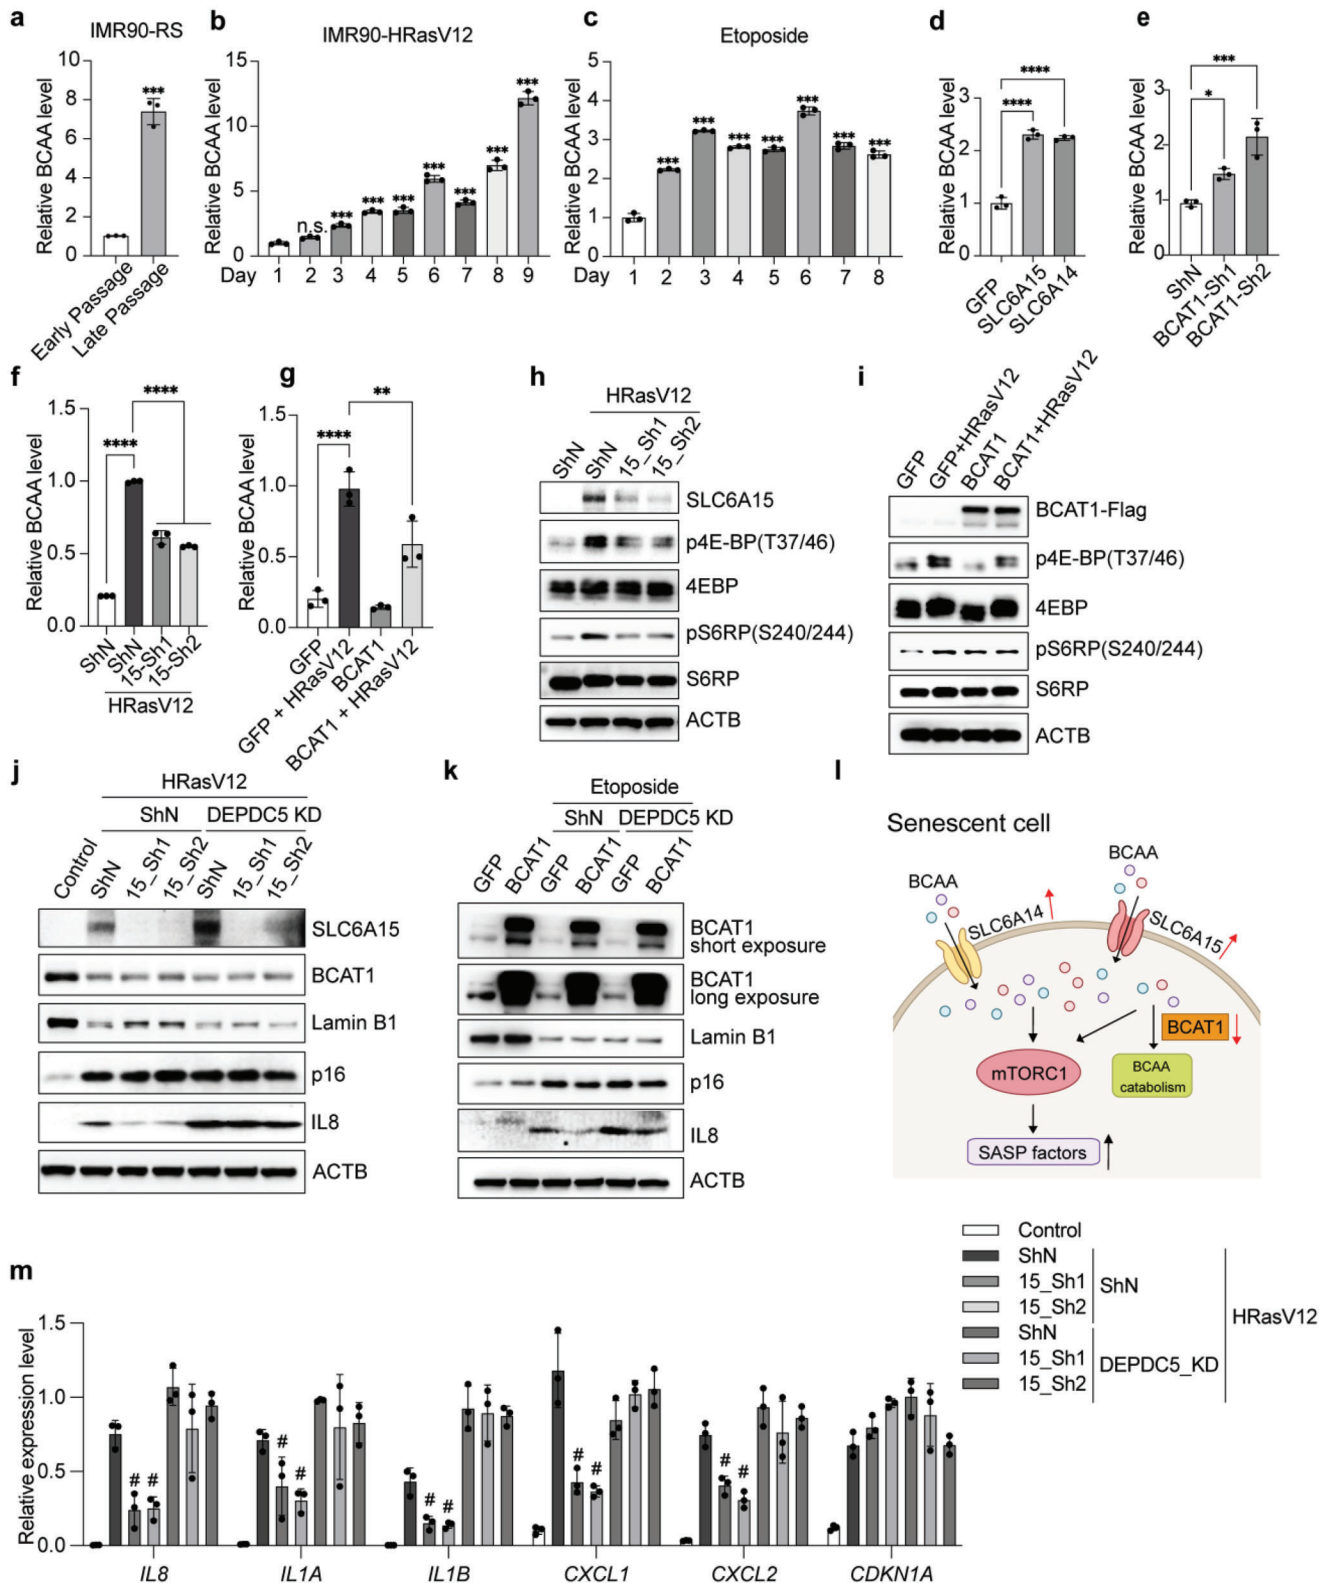 a
IMR90-RS
Relative BCAA level
10
8
6
4
2
0
***
Early Passage
Late Passage
b
IMR90-HRasV12
Relative BCAA level
15
10
5
0
n.s.
***
***
***
***
***
***
***
Day 1 2 3 4 5 6 7 8 9
c
Etoposide
Relative BCAA level
5
4
3
2
1
0
***
***
***
***
***
***
***
Day 1 2 3 4 5 6 7 8
d
Relative BCAA level
3
2
1
0
****
****
GFP
SLC6A15
SLC6A14
e
Relative BCAA level
3
2
1
0
***
*
ShN
BCAT1-Sh1
BCAT1-Sh2
f
Relative BCAA level
1.5
1.0
0.5
0.0
****
****
ShN
ShN
15-Sh1
15-Sh2
HRasV12
g
Relative BCAA level
1.5
1.0
0.5
0.0
**
****
GFP
GFP + HRasV12
BCAT1
BCAT1 + HRasV12
h
HRasV12
ShN
ShN
15_Sh1
15_Sh2
SLC6A15
p4E-BP(T37/46)
4EBP
pS6RP(S240/244)
S6RP
ACTB
i
GFP
GFP+HRasV12
BCAT1
BCAT1+HRasV12
BCAT1-Flag
p4E-BP(T37/46)
4EBP
pS6RP(S240/244)
S6RP
ACTB
j
HRasV12
ShN DEPDC5 KD
Control
ShN
15_Sh1
15_Sh2
ShN
15_Sh1
15_Sh2
SLC6A15
BCAT1
Lamin B1
p16
IL8
ACTB
k
Etoposide
ShN DEPDC5 KD
GFP
BCAT1
GFP
BCAT1
GFP
BCAT1
BCAT1
short exposure
BCAT1
long exposure
Lamin B1
p16
IL8
ACTB
l
Senescent cell
BCAA
BCAA
SLC6A14
SLC6A15
BCAT1
mTORC1
BCAA
catabolism
SASP factors
m
Relative expression level
1.5
1.0
0.5
0.0
# #
# #
# #
# #
# #
IL8 IL1A IL1B CXCL1 CXCL2 CDKN1A
Control
ShN
15_Sh1
15_Sh2
ShN
ShN
15_Sh1
15_Sh2
DEPDC5_KD
HRasV12